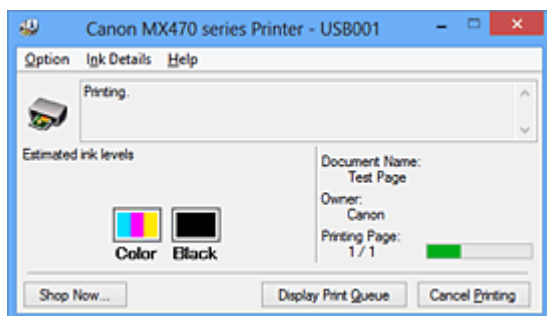 Canon MX470 series Printer - USB001
Option Ink Details Help
Printing.
Estimated ink levels
Document Name:
Test Page
Owner:
Canon
Printing Page:
1 / 1
Color Black
Shop Now... Display Print Queue Cancel Printing